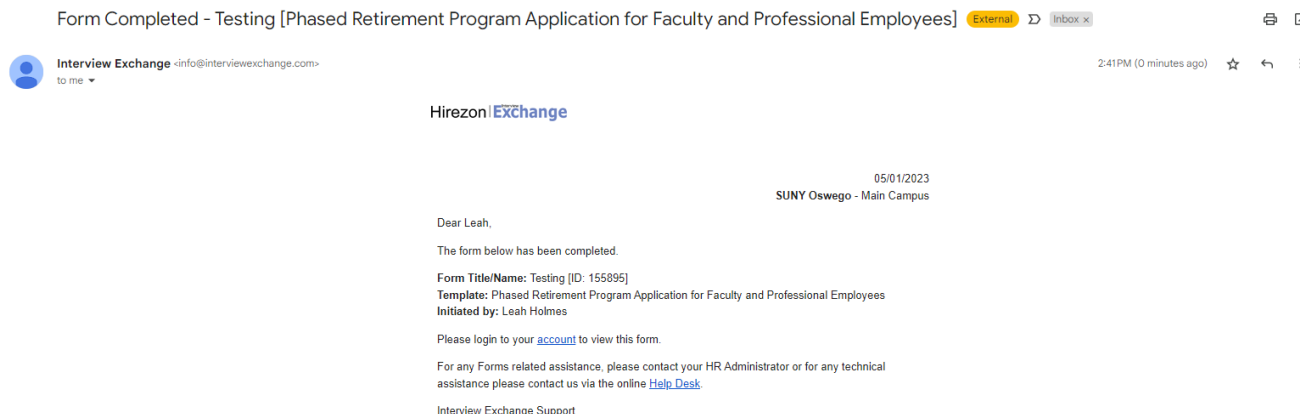 Form Completed - Testing [Phased Retirement Program Application for Faculty and Professional Employees] External Inbox x
Interview Exchange <info@interviewexchange.com> 2:41 PM (0 minutes ago)
to me
Hirezon Exchange
05/01/2023
SUNY Oswego - Main Campus
Dear Leah,
The form below has been completed.
Form Title/Name: Testing [ID: 155895]
Template: Phased Retirement Program Application for Faculty and Professional Employees
Initiated by: Leah Holmes
Please login to your account to view this form.
For any Forms related assistance, please contact your HR Administrator or for any technical
assistance please contact us via the online Help Desk.
Interview Exchange Support